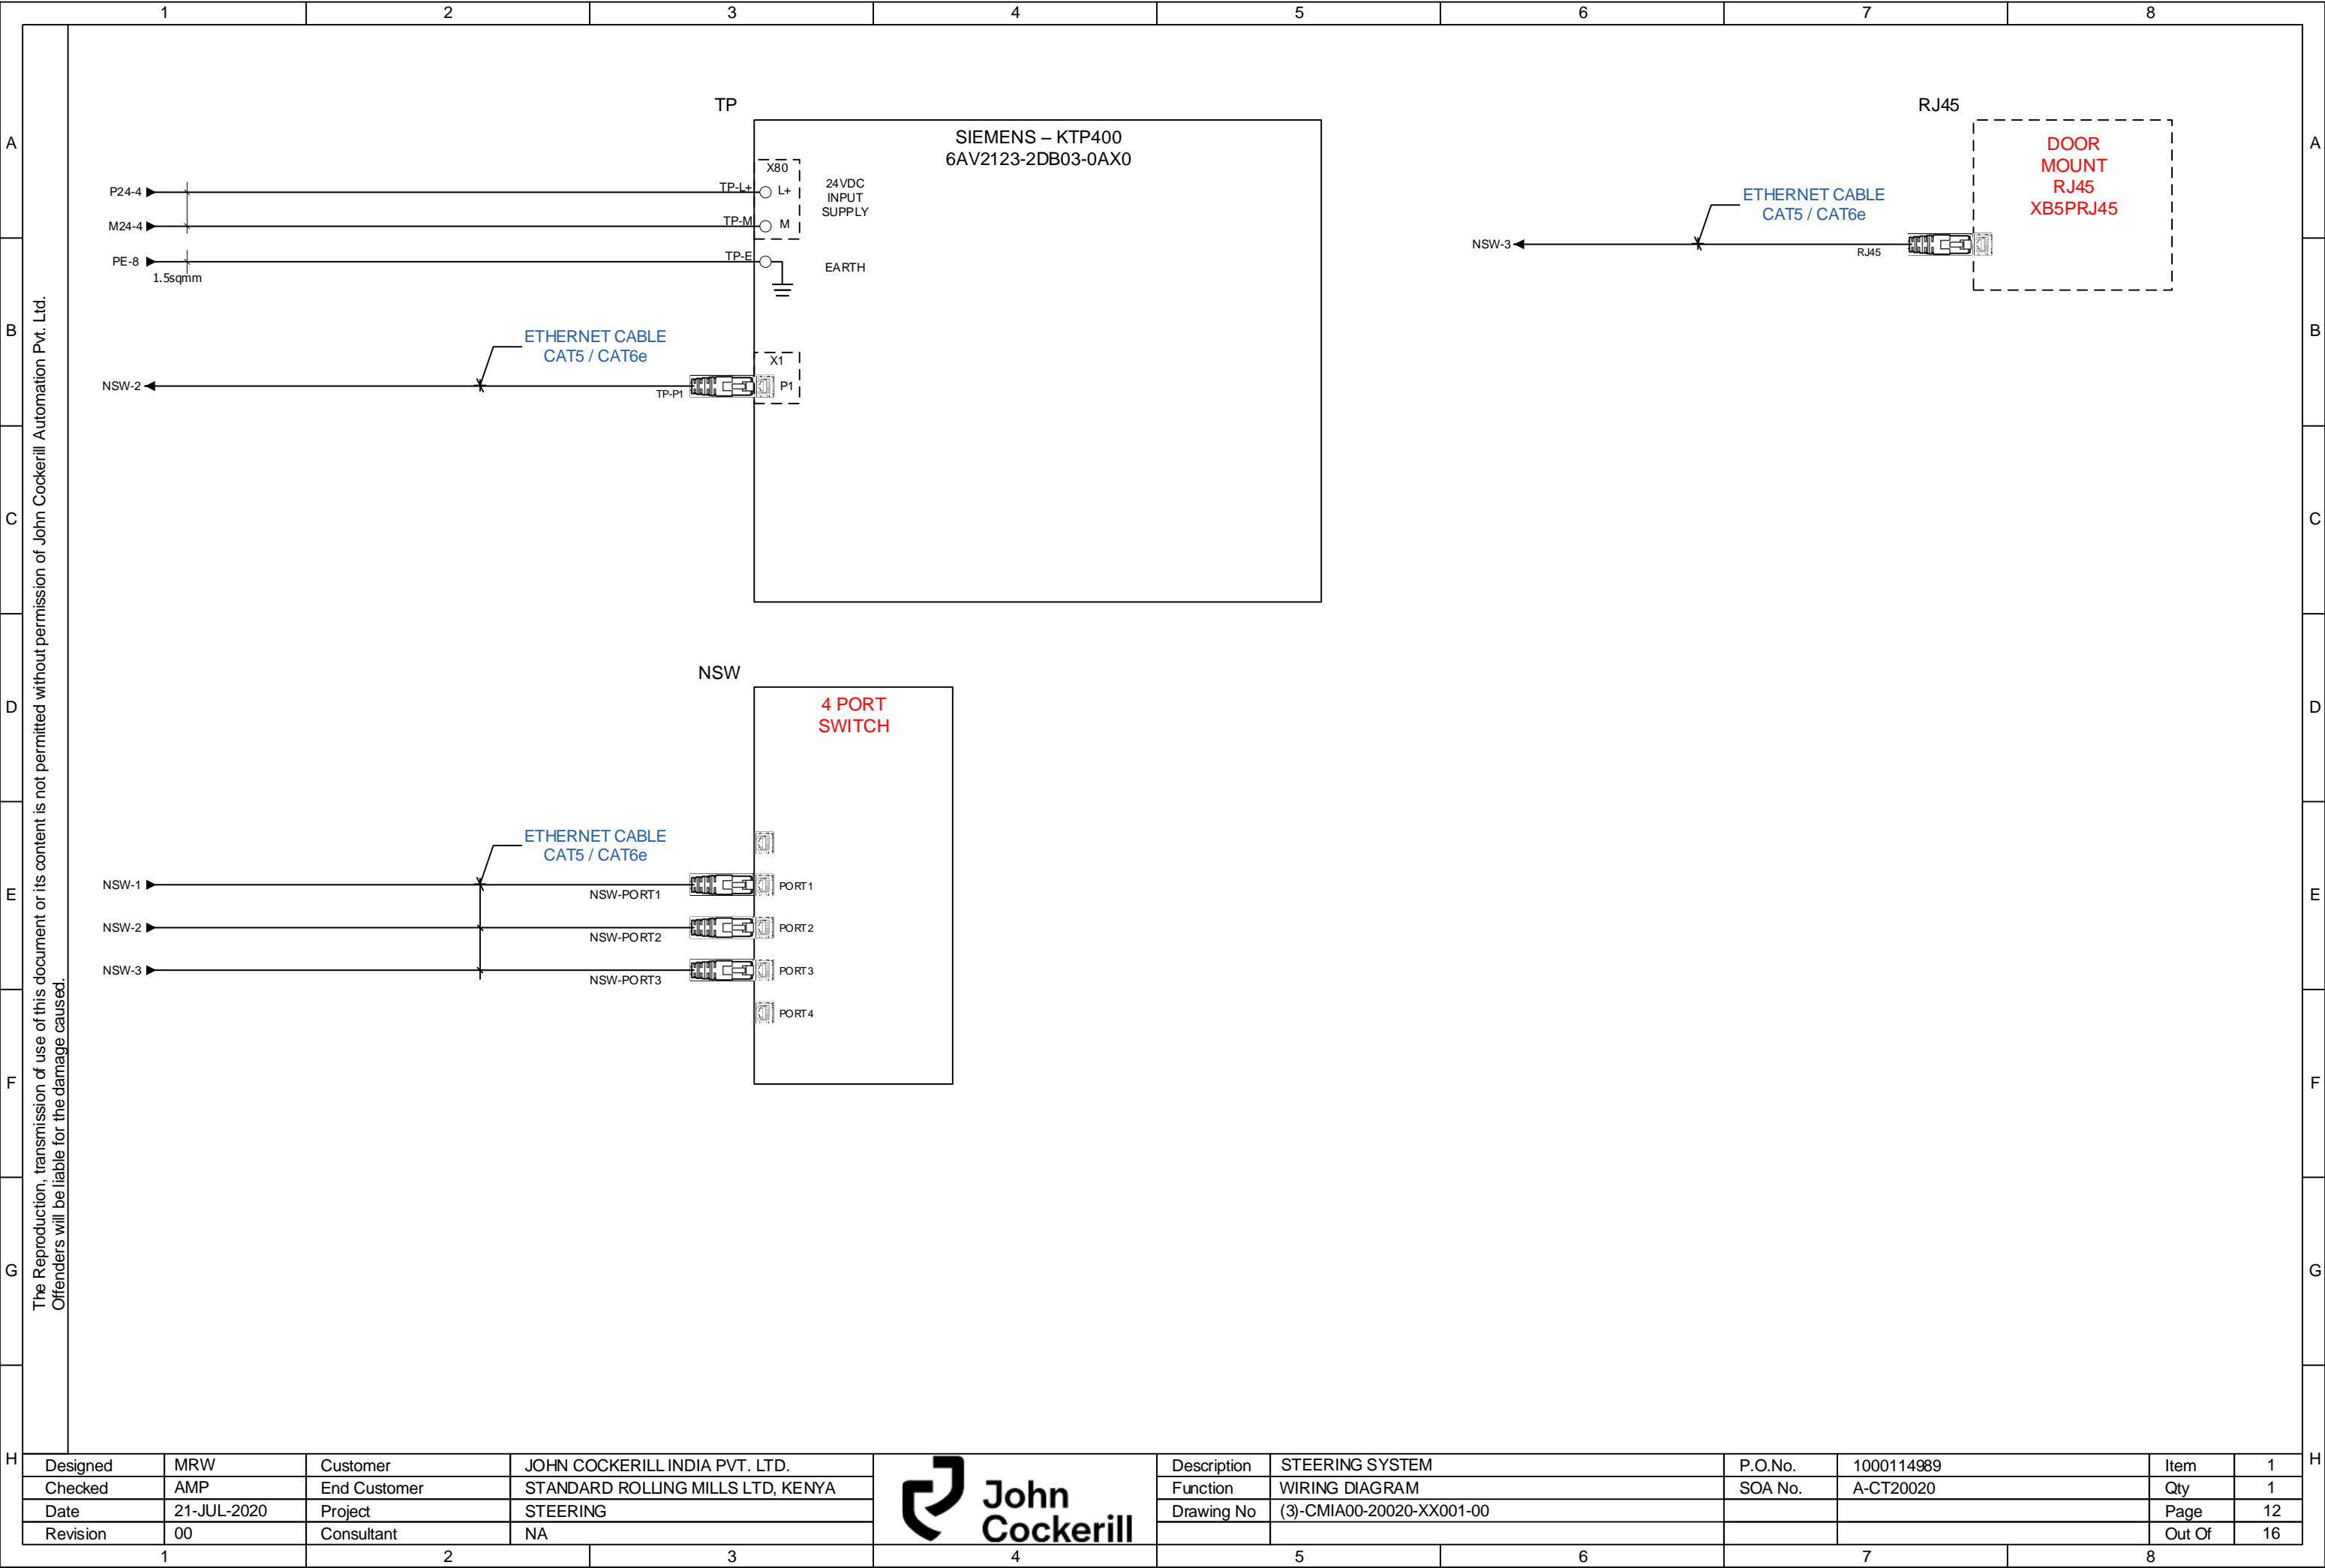 1 2 3 4 5 6 7 8
A
B
C
D
E
F
G
H
A
B
C
D
E
F
G
H
The Reproduction, transmission of use of this document or its content is not permitted without permission of John Cockerill Automation Pvt. Ltd.
Offenders will be liable for the damage caused.
TP
SIEMENS – KTP400
6AV2123-2DB03-0AX0
X80
P24-4
TP-L+
L+
24VDC
INPUT
SUPPLY
M24-4
TP-M
M
PE-8
1.5sqmm
TP-E
EARTH
ETHERNET CABLE
CAT5 / CAT6e
X1
NSW-2
TP-P1
P1
RJ45
DOOR
MOUNT
RJ45
XB5PRJ45
ETHERNET CABLE
CAT5 / CAT6e
NSW-3
RJ45
NSW
4 PORT
SWITCH
ETHERNET CABLE
CAT5 / CAT6e
NSW-1
NSW-PORT1
PORT1
NSW-2
NSW-PORT2
PORT2
NSW-3
NSW-PORT3
PORT3
PORT4
Designed MRW Customer JOHN COCKERILL INDIA PVT. LTD.
Checked AMP End Customer STANDARD ROLLING MILLS LTD, KENYA
Date 21-JUL-2020 Project STEERING
Revision 00 Consultant NA
John
Cockerill
Description STEERING SYSTEM P.O.No. 1000114989 Item 1
Function WIRING DIAGRAM SOA No. A-CT20020 Qty 1
Drawing No (3)-CMIA00-20020-XX001-00 Page 12
Out Of 16
1 2 3 4 5 6 7 8